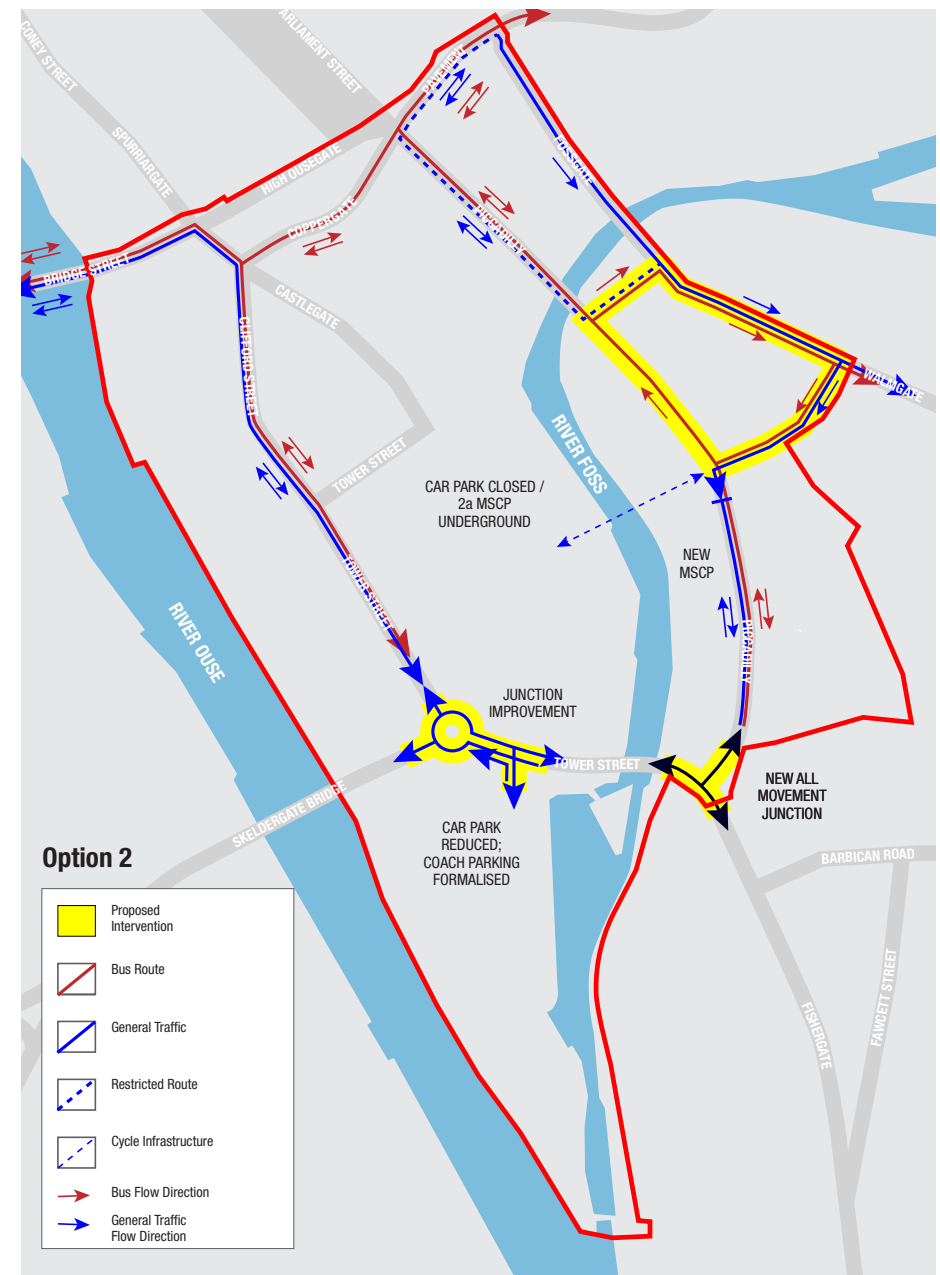 CONEY STREET
ARLIAMENT STREET
PAVEMENT
SPURRIARGATE
HIGH OUSEGATE
FOSSGATE
COPPERGATE
PICCADILLY
BRIDGE STREET
CASTLEGATE
CLIFFORD STREET
WALMGATE
TOWER STREET
RIVER FOSS
CAR PARK CLOSED /
2a MSCP
UNDERGROUND
NEW
MSCP
TOWER STREET
PICCADILLY
RIVER OUSE
JUNCTION
IMPROVEMENT
TOWER STREET
NEW ALL
MOVEMENT
JUNCTION
SKELDERGATE BRIDGE
CAR PARK
REDUCED;
COACH PARKING
FORMALISED
BARBICAN ROAD
FAWCETT STREET
FISHERGATE
Option 2
Proposed
Intervention
Bus Route
General Traffic
Restricted Route
Cycle Infrastructure
Bus Flow Direction
General Traffic
Flow Direction